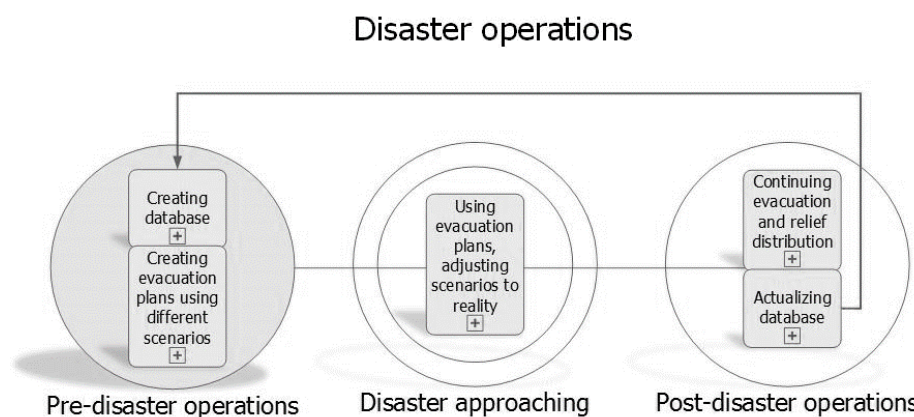 Disaster operations
Creating
database
Creating
evacuation
plans using
different
scenarios
Using
evacuation
plans,
adjusting
scenarios to
reality
Continuing
evacuation
and relief
distribution
Actualizing
database
Pre-disaster operations
Disaster approaching
Post-disaster operations